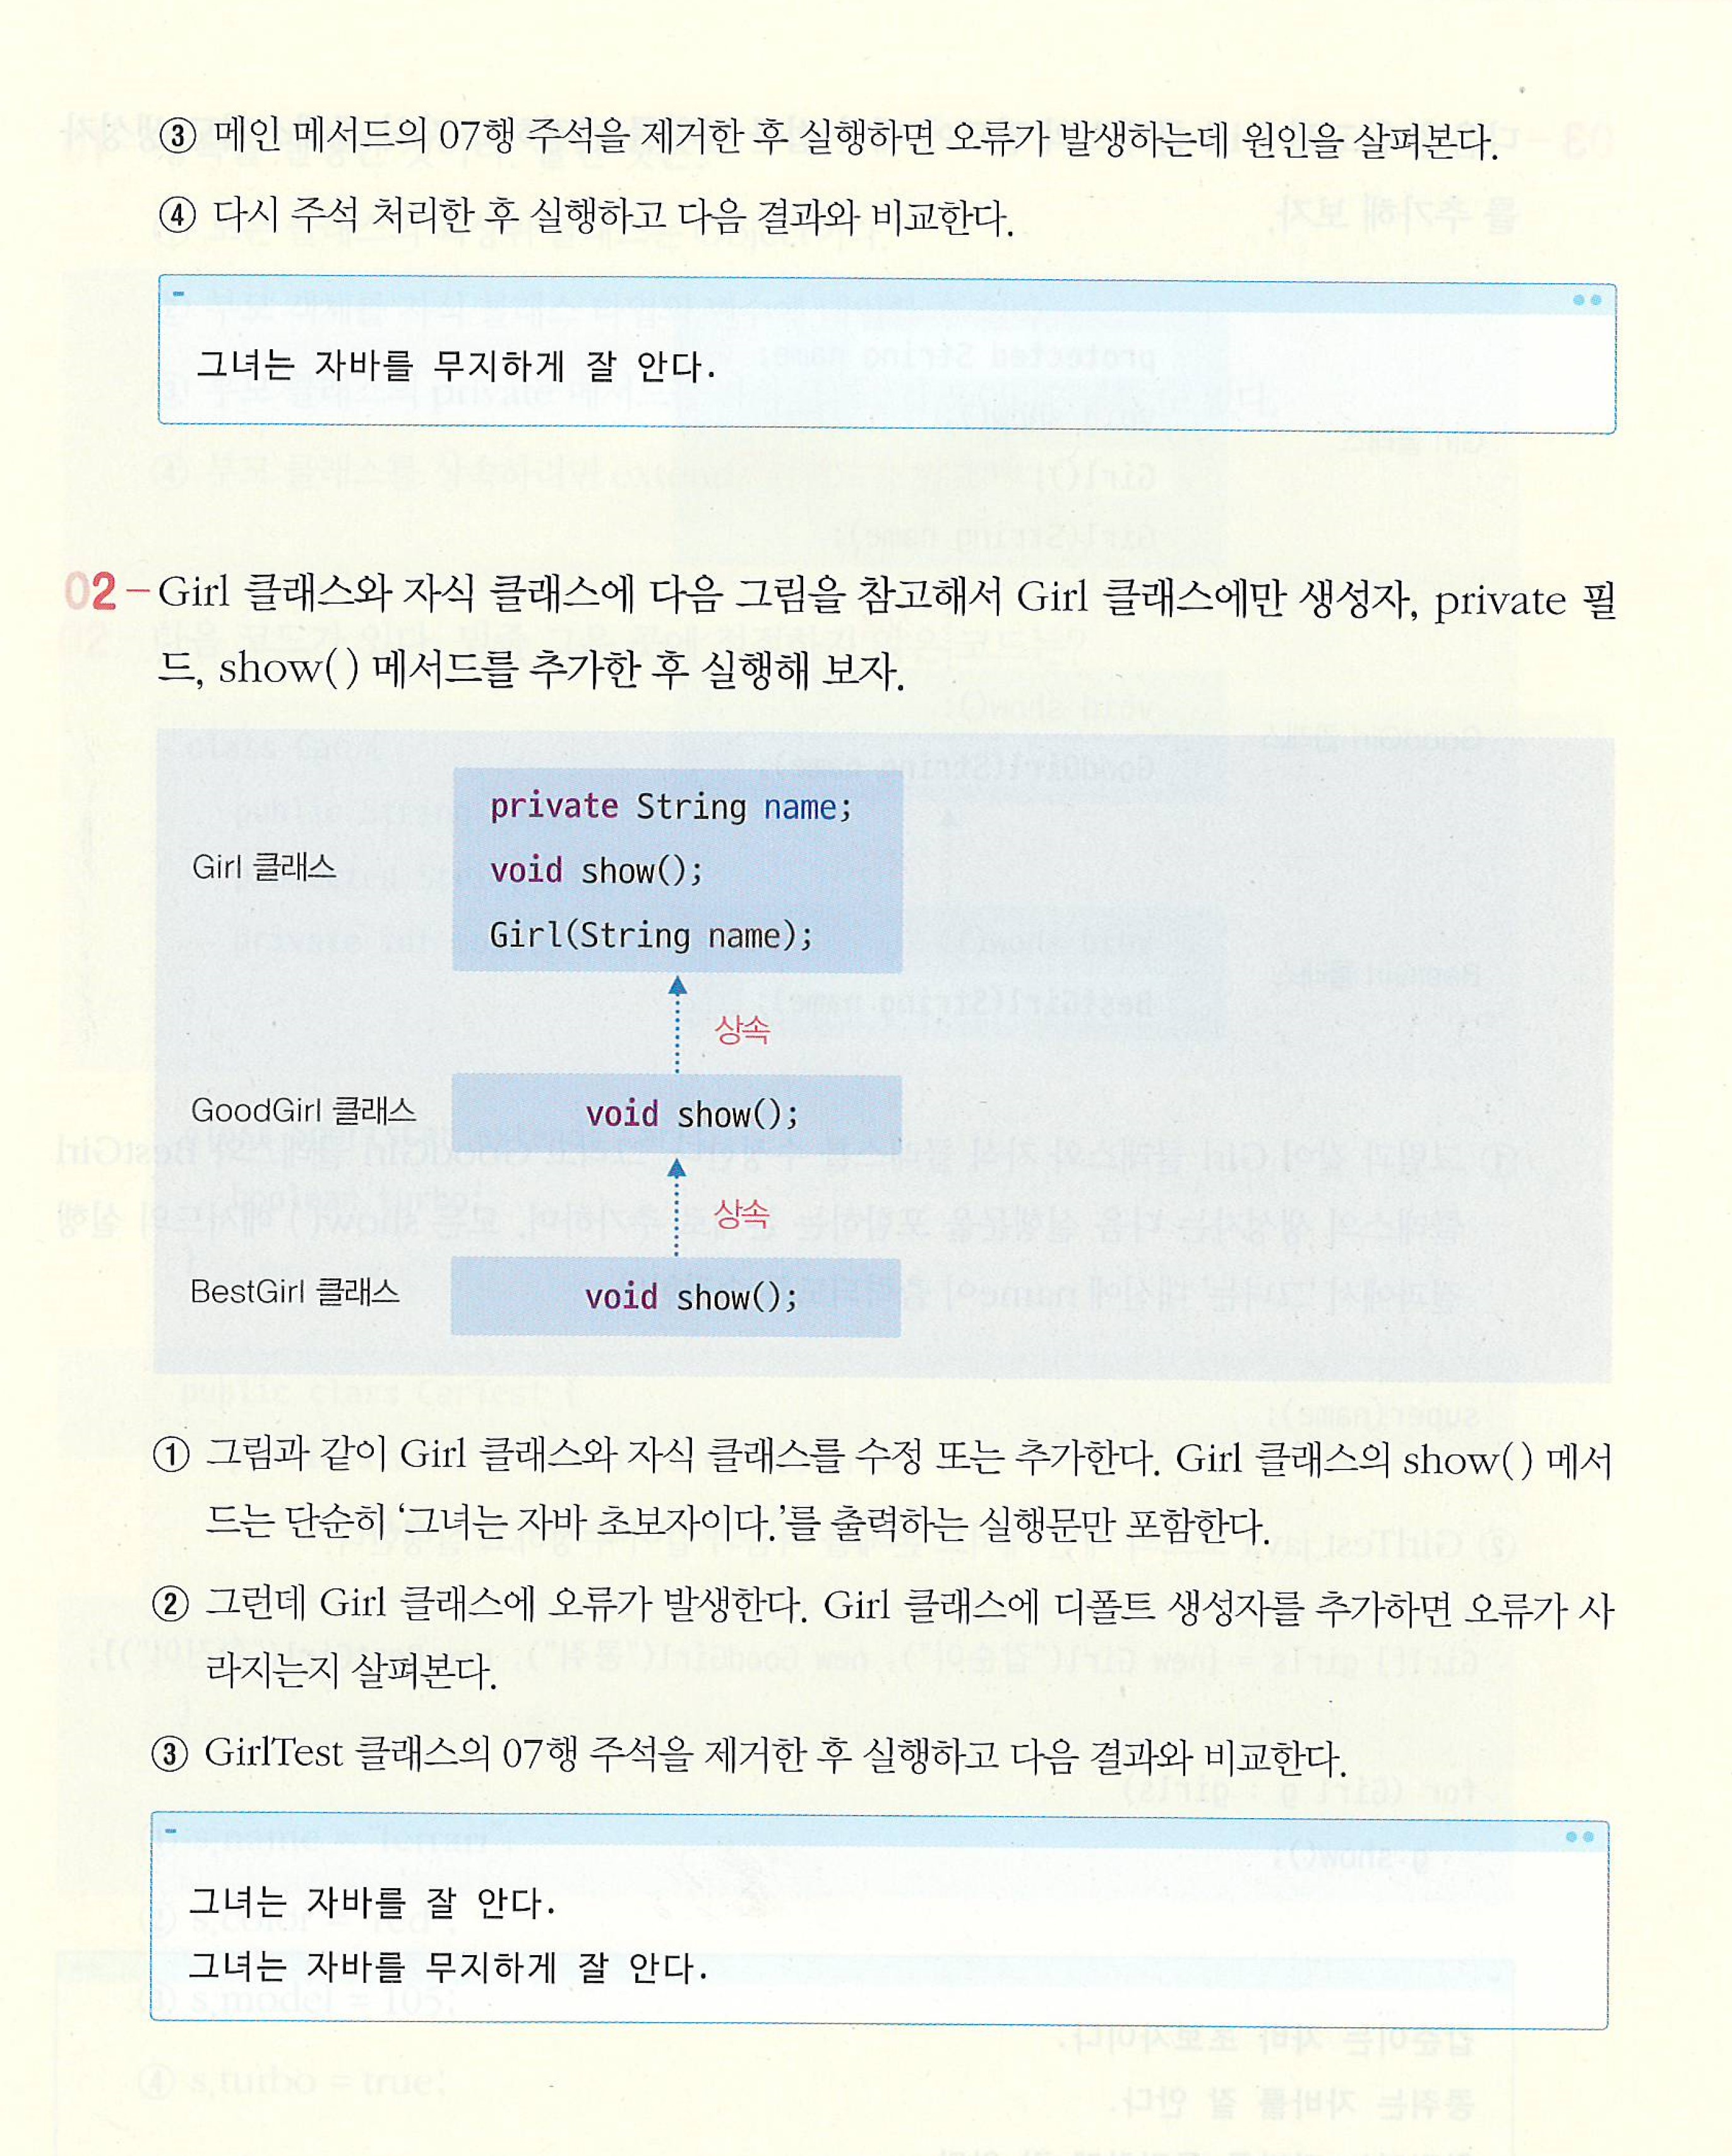 ③ 메인 메서드의 07행 주석을 제거한 후 실행하면 오류가 발생하는데 원인을 살펴본다.
④ 다시 주석 처리한 후 실행하고 다음 결과와 비교한다.
그녀는 자바를 무지하게 잘 안다.
02 – Girl 클래스와 자식 클래스에 다음 그림을 참고해서 Girl 클래스에만 생성자, private 필
드, show( ) 메서드를 추가한 후 실행해 보자.
private String name;
Girl 클래스
void show();
Girl(String name);
상속
GoodGirl 클래스
void show();
상속
BestGirl 클래스
void show();
① 그림과 같이 Girl 클래스와 자식 클래스를 수정 또는 추가한다. Girl 클래스의 show( ) 메서
드는 단순히 ‘그녀는 자바 초보자이다.’를 출력하는 실행문만 포함한다.
② 그런데 Girl 클래스에 오류가 발생한다. Girl 클래스에 디폴트 생성자를 추가하면 오류가 사
라지는지 살펴본다.
③ GirlTest 클래스의 07행 주석을 제거한 후 실행하고 다음 결과와 비교한다.
그녀는 자바를 잘 안다.
그녀는 자바를 무지하게 잘 안다.